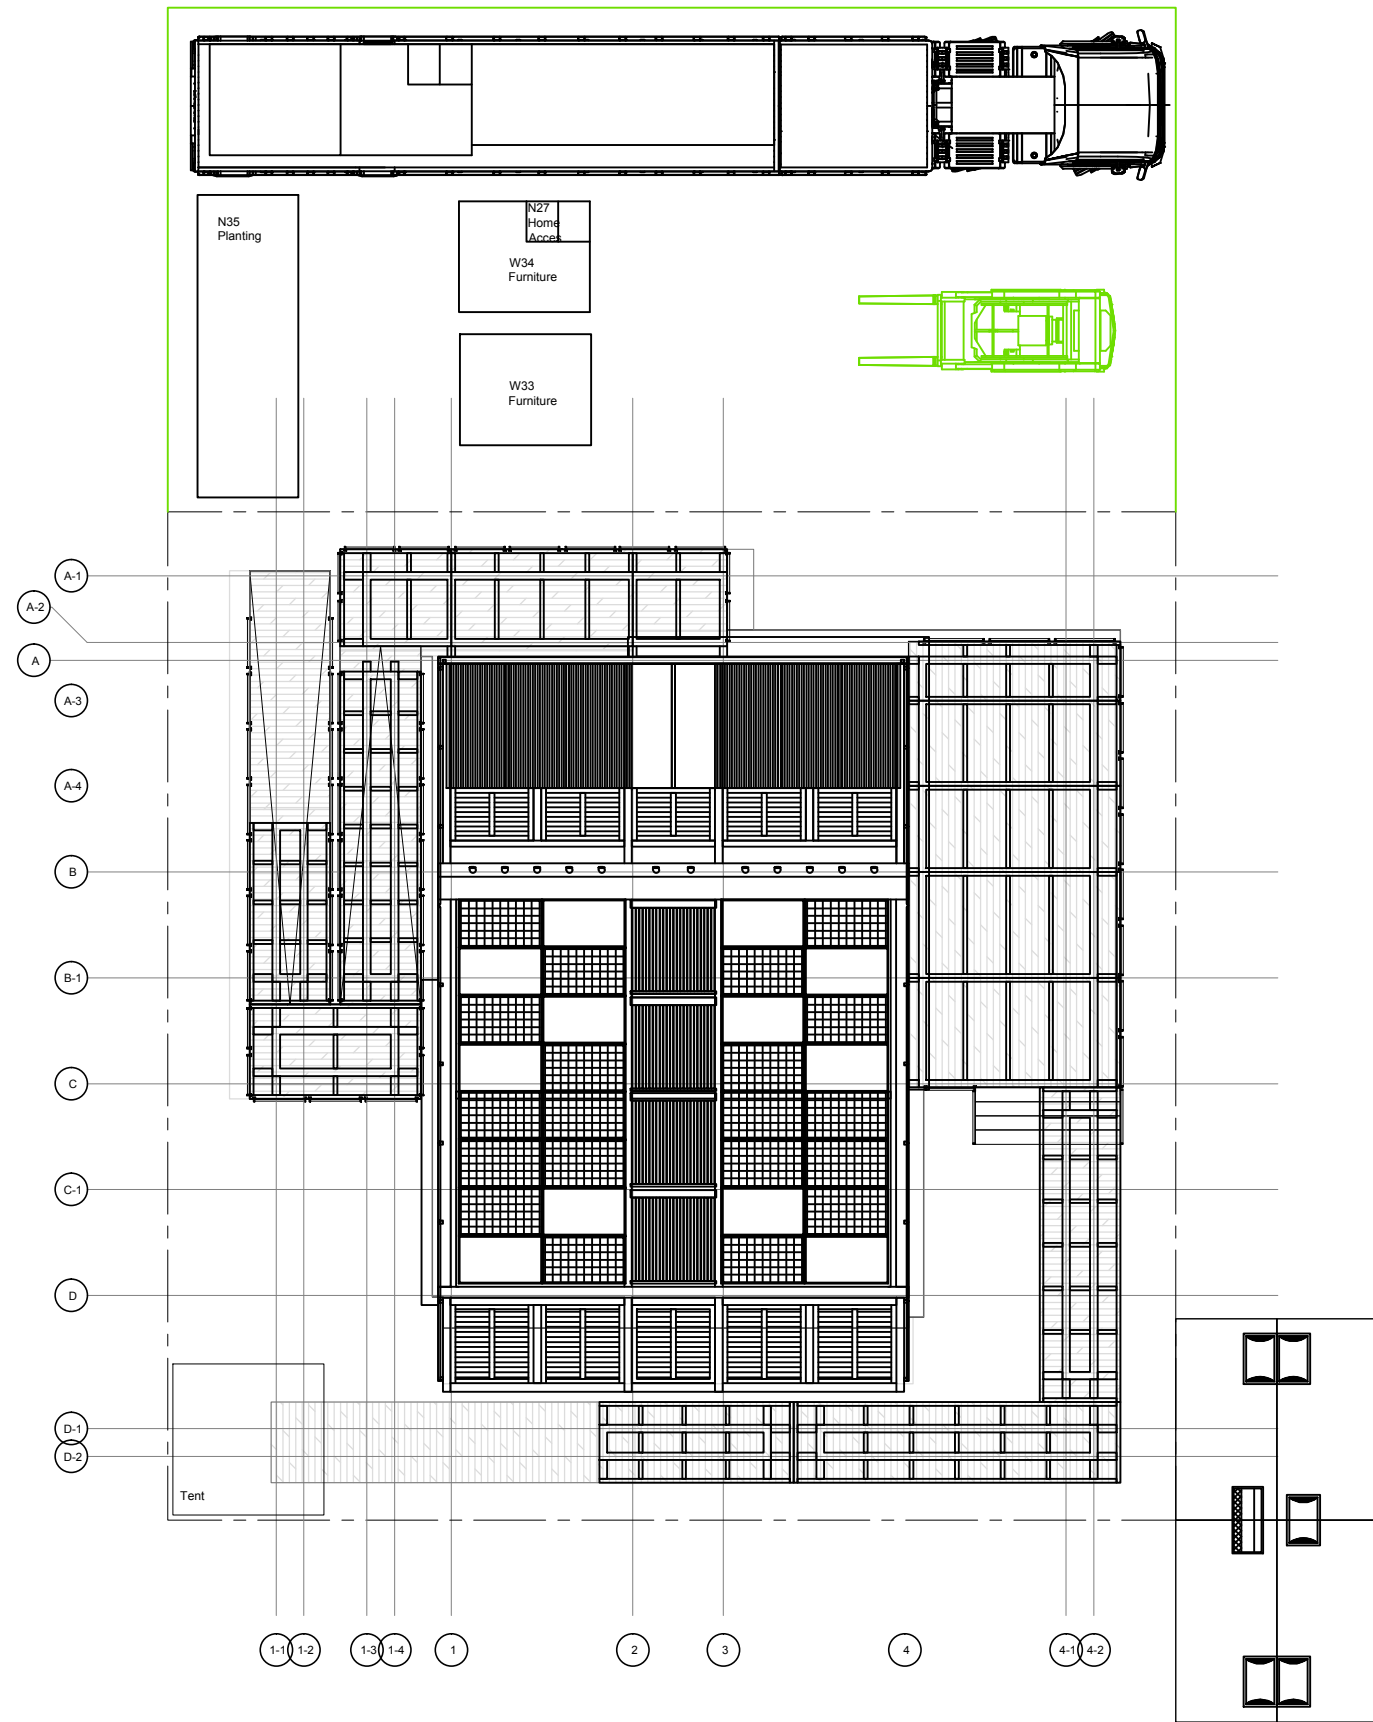 N35
Planting
N27
Home
Acces
W34
Furniture
W33
Furniture
A-1
A-2
A
A-3
A-4
B
B-1
C
C-1
D
D-1
D-2
Tent
1-1
1-2
1-3
1-4
1
2
3
4
4-1
4-2